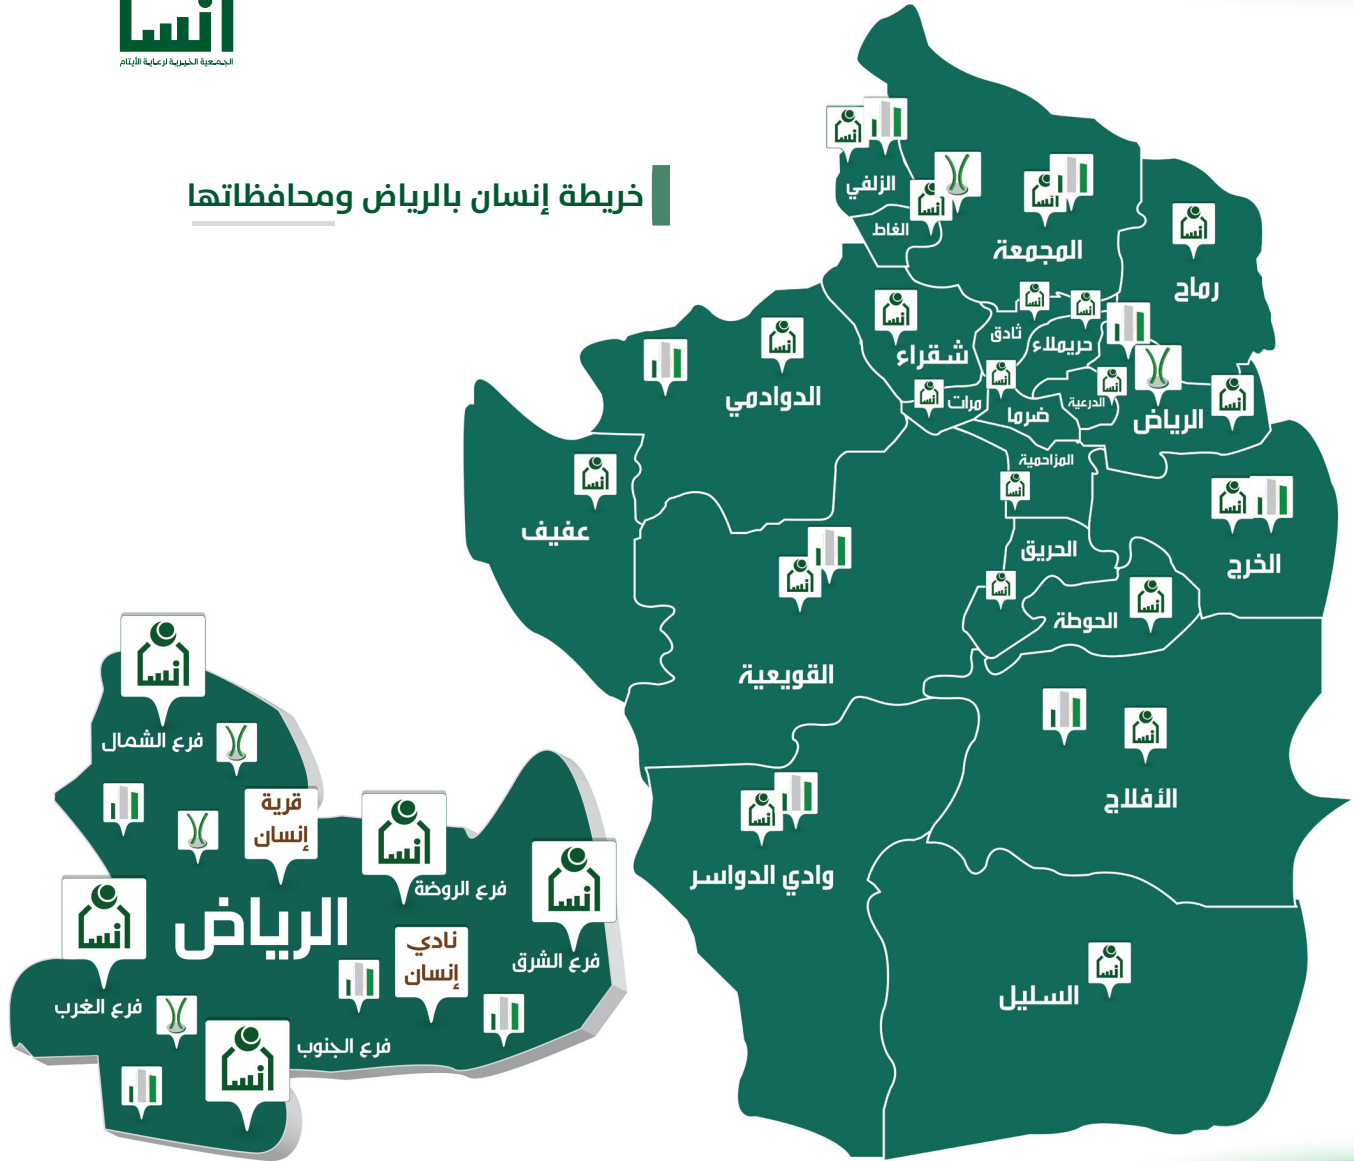 إنسان
الجمعية الخيرية لرعاية الأيتام
خريطة إنسان بالرياض ومحافظاتها
الزلفي
الغاط
المجمعة
رماح
ثادق
حريملاء
شقراء
مرات
ضرما
الدرعية
الرياض
الدوادمي
المزاحمية
عفيف
الحريق
الخرج
الحوطة
القويعية
الأفلاج
وادي الدواسر
السليل
فرع الشمال
قرية
إنسان
فرع الروضة
الرياض
نادي
إنسان
فرع الشرق
فرع الغرب
فرع الجنوب